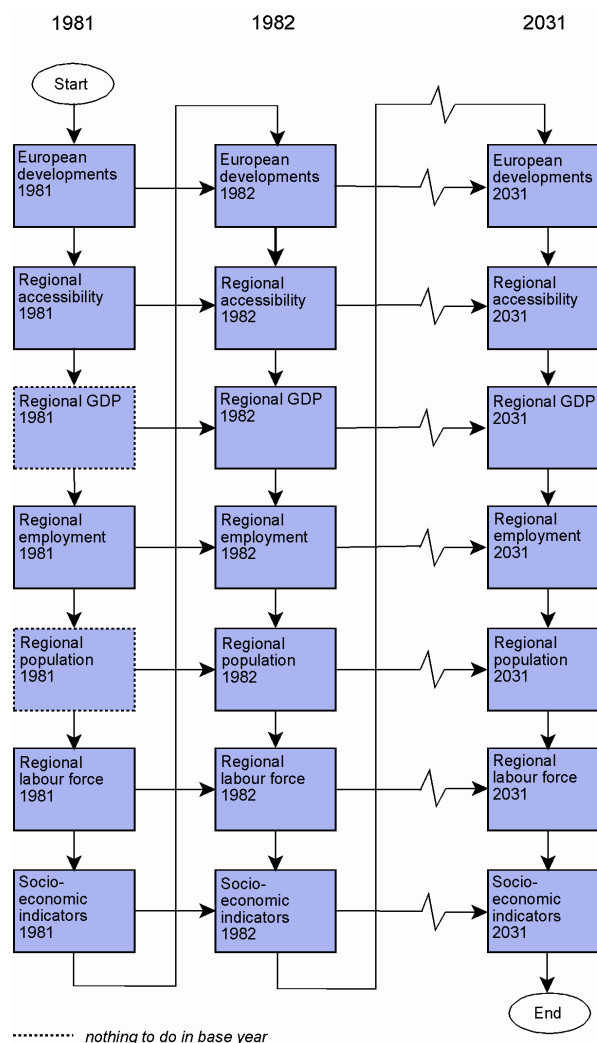 1981
1982
2031
Start
European
developments
1981
European
developments
1982
European
developments
2031
Regional
accessibility
1981
Regional
accessibility
1982
Regional
accessibility
2031
Regional GDP
1981
Regional GDP
1982
Regional GDP
2031
Regional
employment
1981
Regional
employment
1982
Regional
employment
2031
Regional
population
1981
Regional
population
1982
Regional
population
2031
Regional
labour force
1981
Regional
labour force
1982
Regional
labour force
2031
Socio-
economic
indicators
1981
Socio-
economic
indicators
1982
Socio-
economic
indicators
2031
End
nothing to do in base year